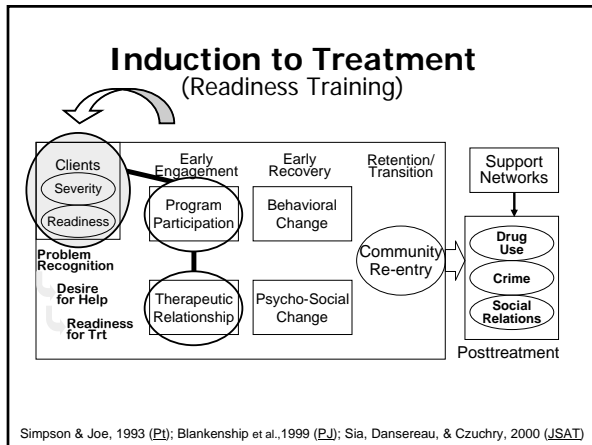 Induction to Treatment
(Readiness Training)
Clients
Severity
Readiness
Problem
Recognition
Desire
for Help
Readiness
for Trt
Early
Engagement
Program
Participation
Therapeutic
Relationship
Early
Recovery
Behavioral
Change
Psycho-Social
Change
Retention/
Transition
Community
Re-entry
Support
Networks
Drug
Use
Crime
Social
Relations
Posttreatment
Simpson & Joe, 1993 (Pt); Blankenship et al.,1999 (PJ); Sia, Dansereau, & Czuchry, 2000 (JSAT)